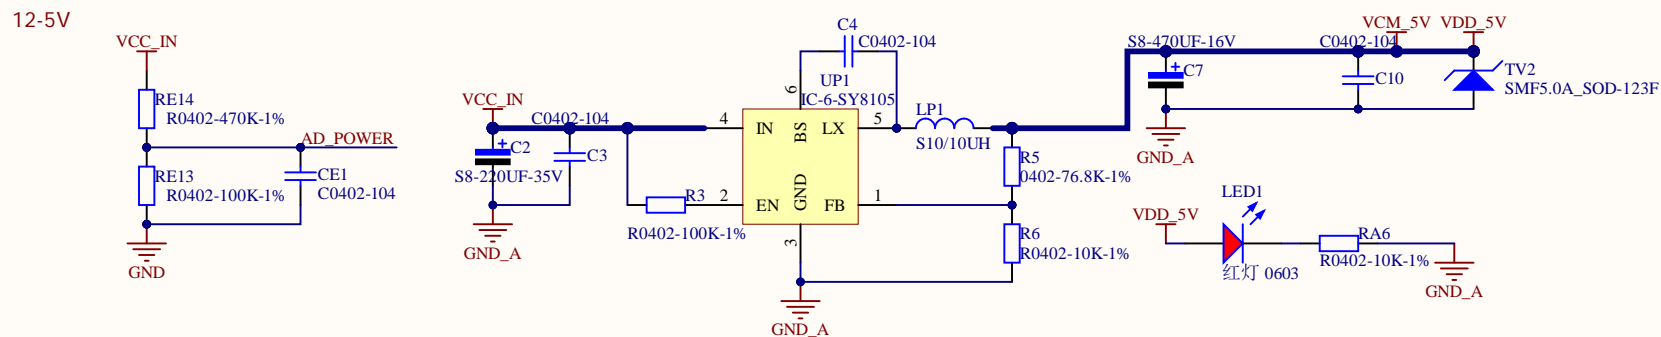 12-5V
VCC_IN
RE14
R0402-470K-1%
AD_POWER
RE13
R0402-100K-1%
CE1
C0402-104
GND
VCC_IN
C0402-104
C2
C3
S8-220UF-35V
GND_A
R3
R0402-100K-1%
C4
C0402-104
UP1
IC-6-SY8105
6
4
IN
BS
LX
5
2
EN
GND
FB
1
3
GND_A
LP1
S10/10UH
R5
0402-76.8K-1%
R6
R0402-10K-1%
S8-470UF-16V
C7
GND_A
C0402-104
C10
VCM_5V
VDD_5V
TV2
SMF5.0A_SOD-123F
VDD_5V
LED1
红灯 0603
RA6
R0402-10K-1%
GND_A